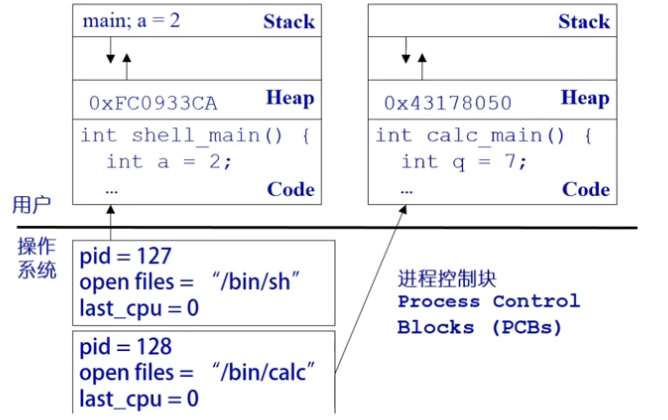 main; a = 2
Stack
0xFC0933CA
Heap
int shell_main() {
int a = 2;
…
Code
Stack
0x43178050
Heap
int calc_main() {
int q = 7;
…
Code
用户
操作
系统
pid = 127
open files = “/bin/sh”
last_cpu = 0
pid = 128
open files = “/bin/calc”
last_cpu = 0
进程控制块
Process Control
Blocks (PCBs)